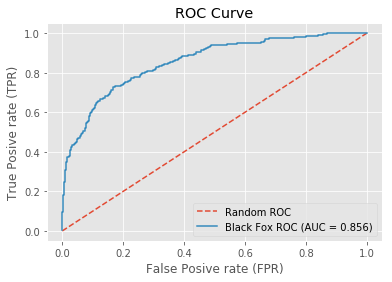 ROC Curve
1.0
0.8
0.6
0.4
0.2
0.0
True Posive rate (TPR)
Random ROC
Black Fox ROC (AUC = 0.856)
0.0 0.2 0.4 0.6 0.8 1.0
False Posive rate (FPR)